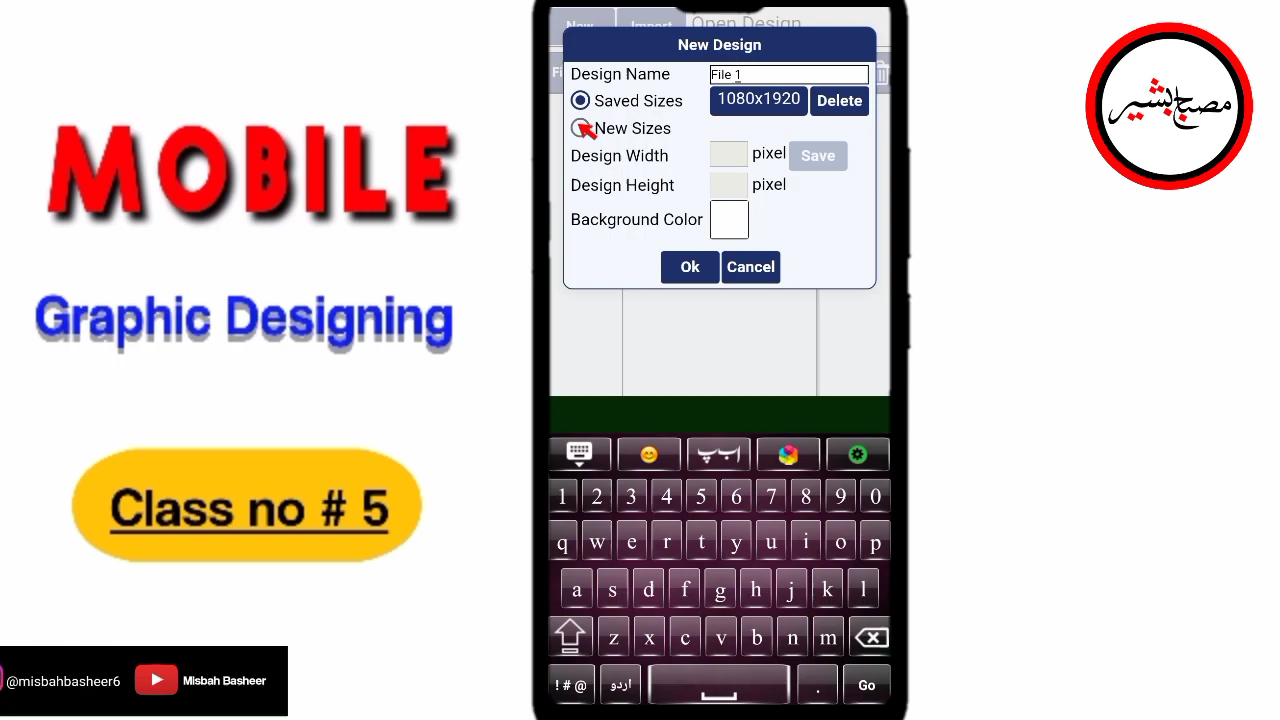 MOBILE
Graphic Designing
Class no # 5
@misbahbasheer6
Misbah Basheer
New Import Open Design
New Design
Design Name File 1
Saved Sizes 1080x1920 Delete
New Sizes
Design Width pixel Save
Design Height pixel
Background Color
Ok Cancel
اب پ
1 2 3 4 5 6 7 8 9 0
q w e r t y u i o p
a s d f g h j k l
z x c v b n m
! # @ اردو . Go
مصباح بشیر